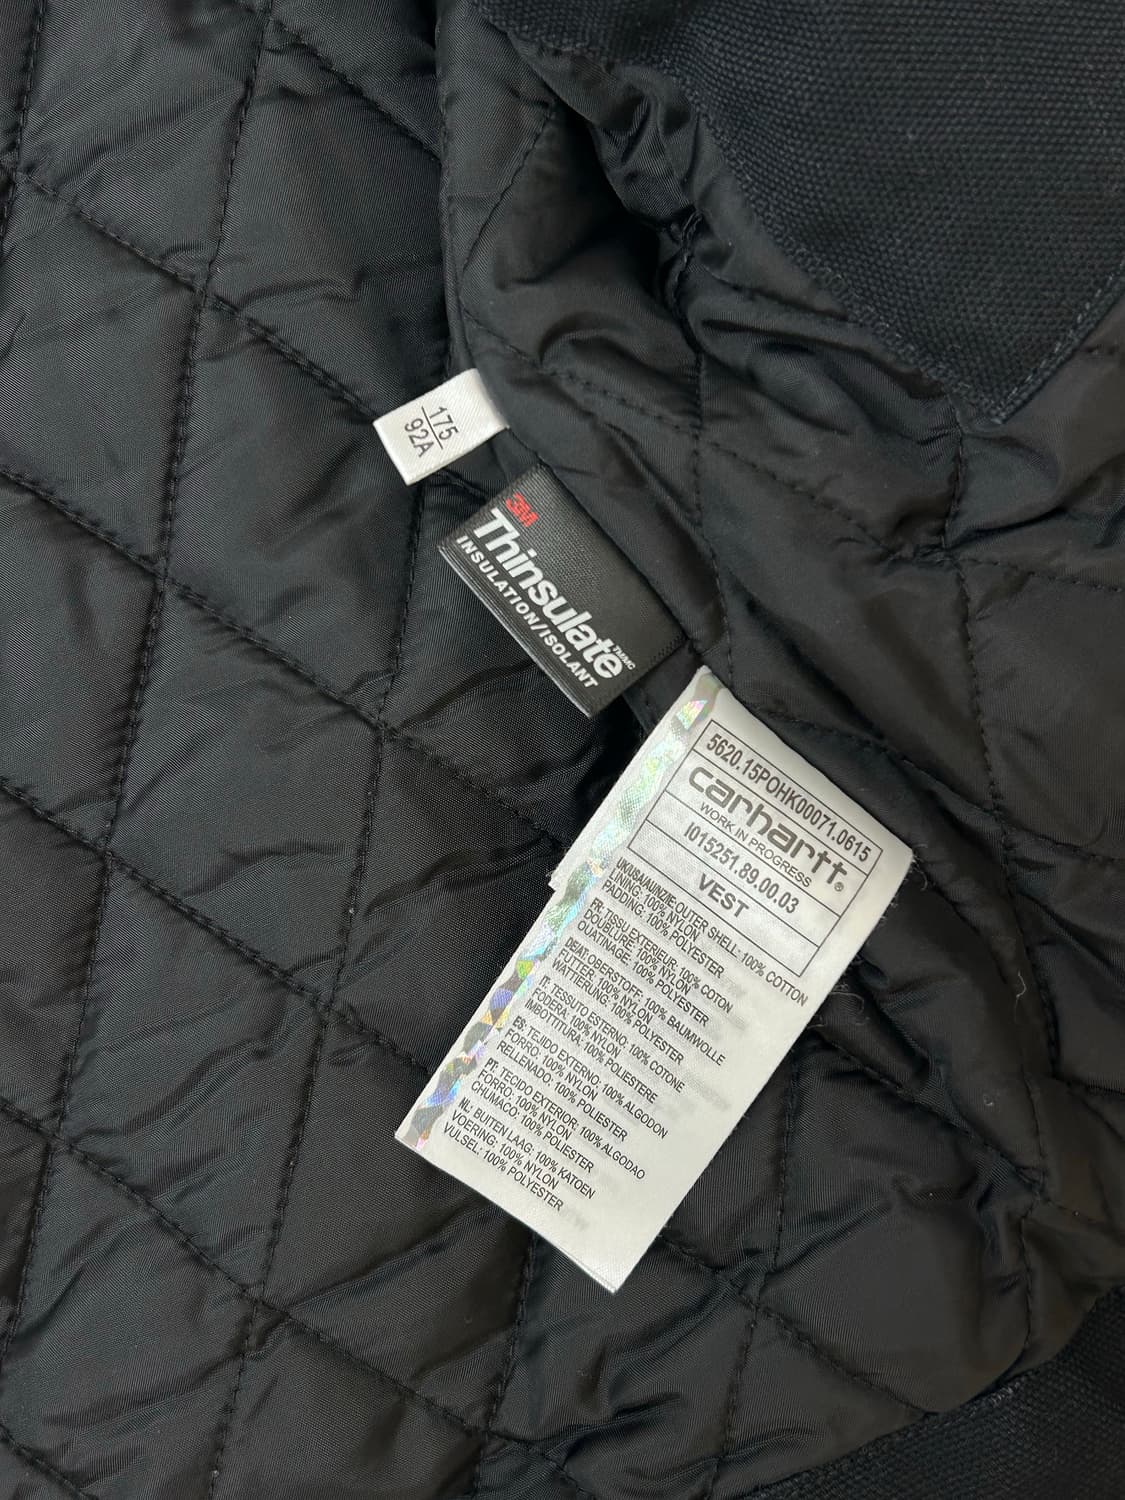 175
92A
3M
Thinsulate™MC
INSULATION/ISOLANT
5620.15POHK00071.0615
carhartt®
WORK IN PROGRESS
I015251.89.00.03
VEST
UK/USA/AU/NZ/IE: OUTER SHELL: 100% COTTON
LINING: 100% NYLON
PADDING: 100% POLYESTER
FR: TISSU EXTERIEUR: 100% COTON
DOUBLURE: 100% NYLON
OUATINAGE: 100% POLYESTER
DE/AT: OBERSTOFF: 100% BAUMWOLLE
FUTTER: 100% NYLON
WATTIERUNG: 100% POLYESTER
IT: TESSUTO ESTERNO: 100% COTONE
FODERA: 100% NYLON
IMBOTTITURA: 100% POLIESTERE
ES: TEJIDO EXTERNO: 100% ALGODON
FORRO: 100% NYLON
RELLENADO: 100% POLIESTER
PT: TECIDO EXTERIOR: 100% ALGODAO
FORRO: 100% NYLON
CHUMACO: 100% POLIESTER
NL: BUITEN LAAG: 100% KATOEN
VOERING: 100% NYLON
VULSEL: 100% POLYESTER